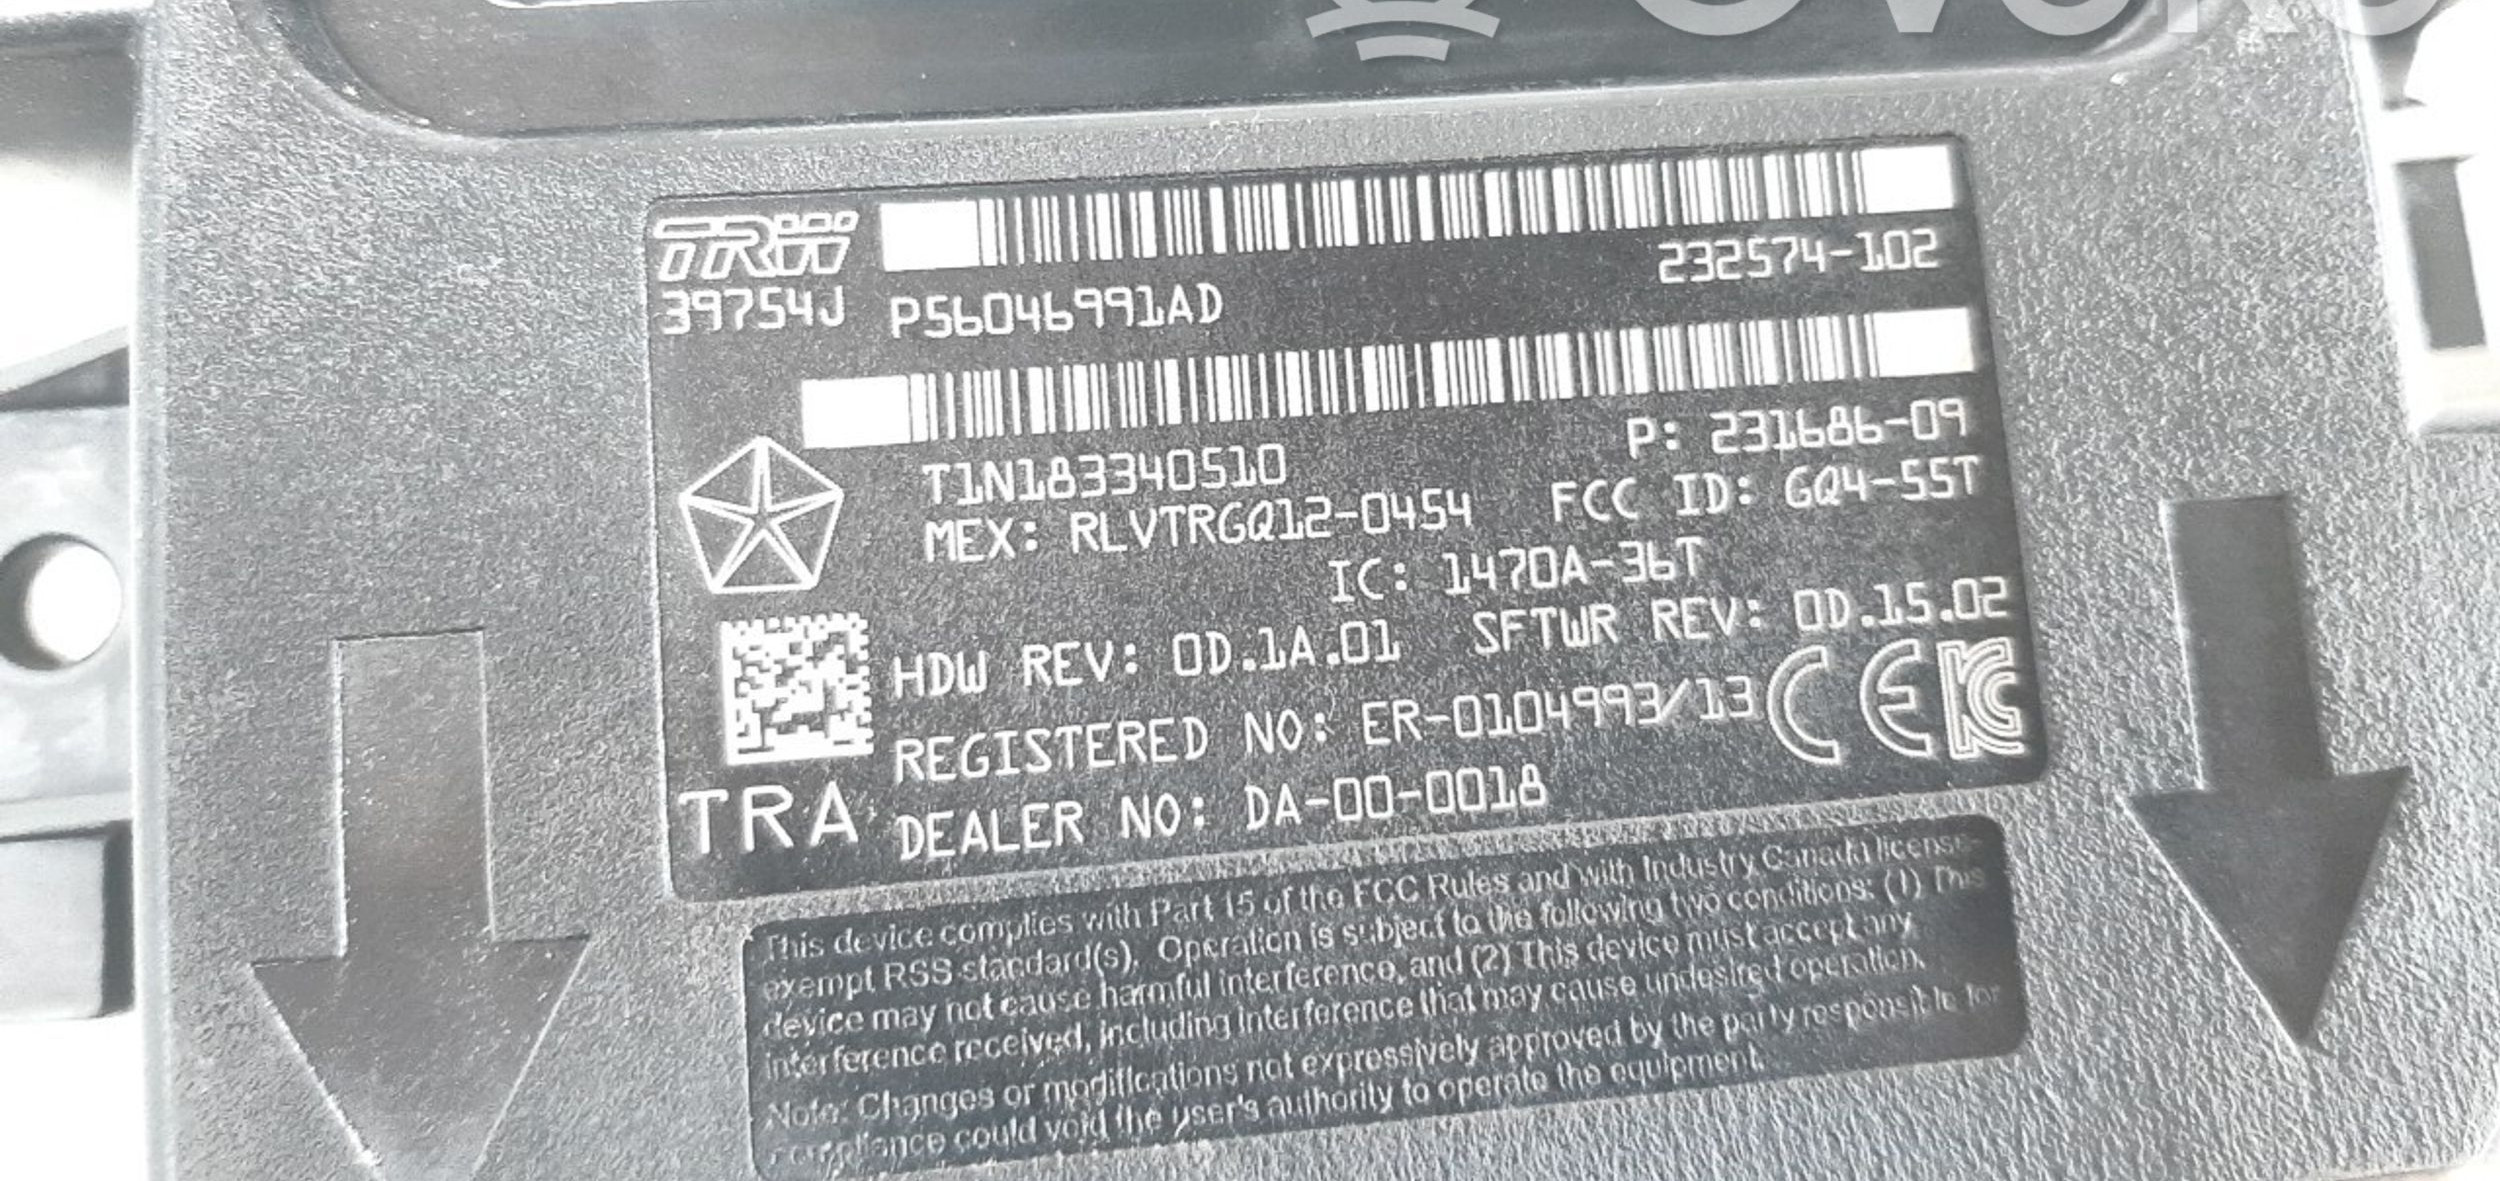 TRW
232574-102
39754J P56046991AD
P: 231686-09
T1N183340510
MEX: RLVTRGQ12-0454 FCC ID: GQ4-55T
IC: 1470A-36T
HDW REV: 0D.1A.01 SFTWR REV: 0D.15.02
REGISTERED NO: ER-0104993/13 CE
TRA DEALER NO: DA-00-0018
This device complies with Part 15 of the FCC Rules and with Industry Canada license-
exempt RSS standard(s). Operation is subject to the following two conditions: (1) This
device may not cause harmful interference, and (2) This device must accept any
interference received, including interference that may cause undesired operation.
Note: Changes or modifications not expressively approved by the party responsible for
compliance could void the user's authority to operate the equipment.